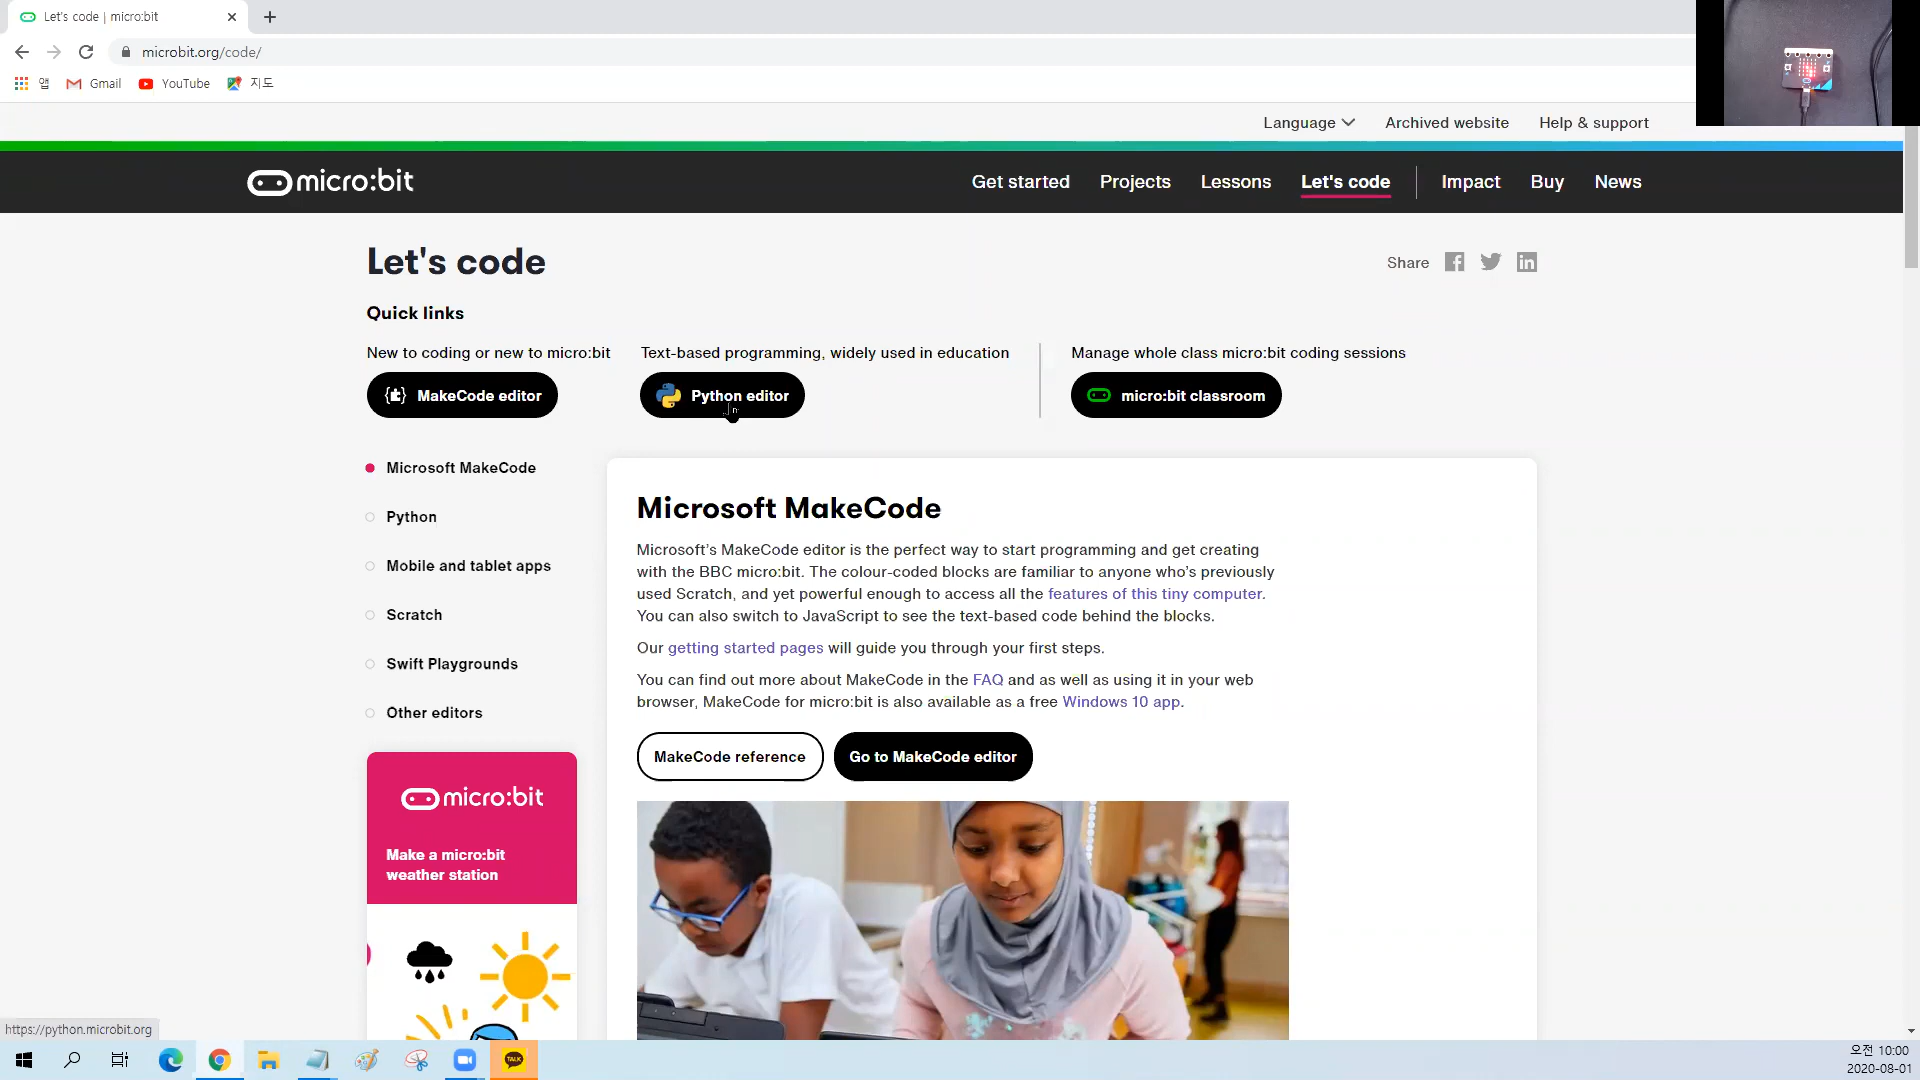 Let's code | micro:bit
microbit.org/code/
앱 Gmail YouTube 지도
Language Archived website Help & support
micro:bit
Get started Projects Lessons Let's code Impact Buy News
Let's code
Share
Quick links
New to coding or new to micro:bit
Text-based programming, widely used in education
Manage whole class micro:bit coding sessions
MakeCode editor
Python editor
micro:bit classroom
Microsoft MakeCode
Python
Mobile and tablet apps
Scratch
Swift Playgrounds
Other editors
Microsoft MakeCode
Microsoft’s MakeCode editor is the perfect way to start programming and get creating
with the BBC micro:bit. The colour-coded blocks are familiar to anyone who’s previously
used Scratch, and yet powerful enough to access all the features of this tiny computer.
You can also switch to JavaScript to see the text-based code behind the blocks.
Our getting started pages will guide you through your first steps.
You can find out more about MakeCode in the FAQ and as well as using it in your web
browser, MakeCode for micro:bit is also available as a free Windows 10 app.
MakeCode reference
Go to MakeCode editor
micro:bit
Make a micro:bit
weather station
https://python.microbit.org
TALK
오전 10:00
2020-08-01